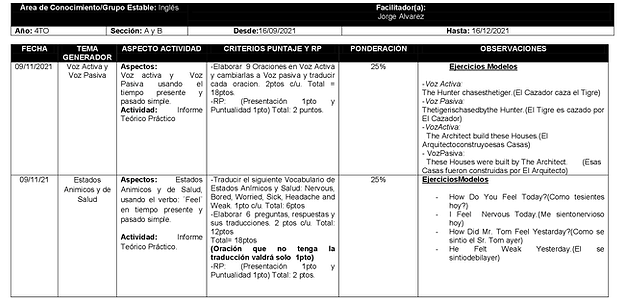 Área de Conocimiento/Grupo Estable: Inglés
Facilitador(a):
Jorge Alvarez
Año: 4TO
Sección: A y B
Desde:16/09/2021
Hasta: 16/12/2021
FECHA
TEMA
GENERADOR
ASPECTO ACTIVIDAD
CRITERIOS PUNTAJE Y RP
PONDERACIÓN
OBSERVACIONES
09/11/2021
Voz Activa y
Voz Pasiva
Aspectos:
Voz activa y Voz
Pasiva usando el
tiempo presente y
pasado simple.
Actividad: Informe
Teórico Práctico
-Elaborar 9 Oraciones en Voz Activa
y cambiarlas a Voz pasiva y traducir
cada oracion. 2ptos c/u. Total =
18ptos.
-RP: (Presentación 1pto y
Puntualidad 1pto) Total: 2 puntos.
25%
Ejercicios Modelos
-Voz Activa:
The Hunter chasesthetiger.(El Cazador caza el Tigre)
-Voz Pasiva:
Thetigerischasedbythe Hunter.(El Tigre es cazado por
El Cazador)
-VozActiva:
The Architect build these Houses.(El
Arquitectoconstruyoesas Casas)
- VozPasiva:
These Houses were built by The Architect. (Esas
Casas fueron construidas por El Arquitecto)
09/11/21
Estados
Animicos y de
Salud
Aspectos: Estados
Animicos y de Salud,
usando el verbo: ¨Feel¨
en tiempo presente y
pasado simple.
Actividad: Informe
Teórico Práctico.
-Traducir el siguiente Vocabulario de
Estados Anímicos y Salud: Nervous,
Bored, Worried, Sick, Headache and
Weak. 1pto c/u. Total: 6ptos
-Elaborar 6 preguntas, respuestas y
sus traducciones. 2 ptos c/u. Total:
12ptos
Total= 18ptos
(Oración que no tenga la
traducción valdrá solo 1pto)
-RP: (Presentación 1pto y
Puntualidad 1pto) Total: 2 ptos.
25%
EjerciciosModelos
- How Do You Feel Today?(Como tesientes
hoy?)
- I Feel Nervous Today.(Me sientonervioso
hoy)
- How Did Mr. Tom Feel Yestarday?(Como se
sintio el Sr. Tom ayer)
- He Felt Weak Yesterday.(El se
sintiodebilayer)